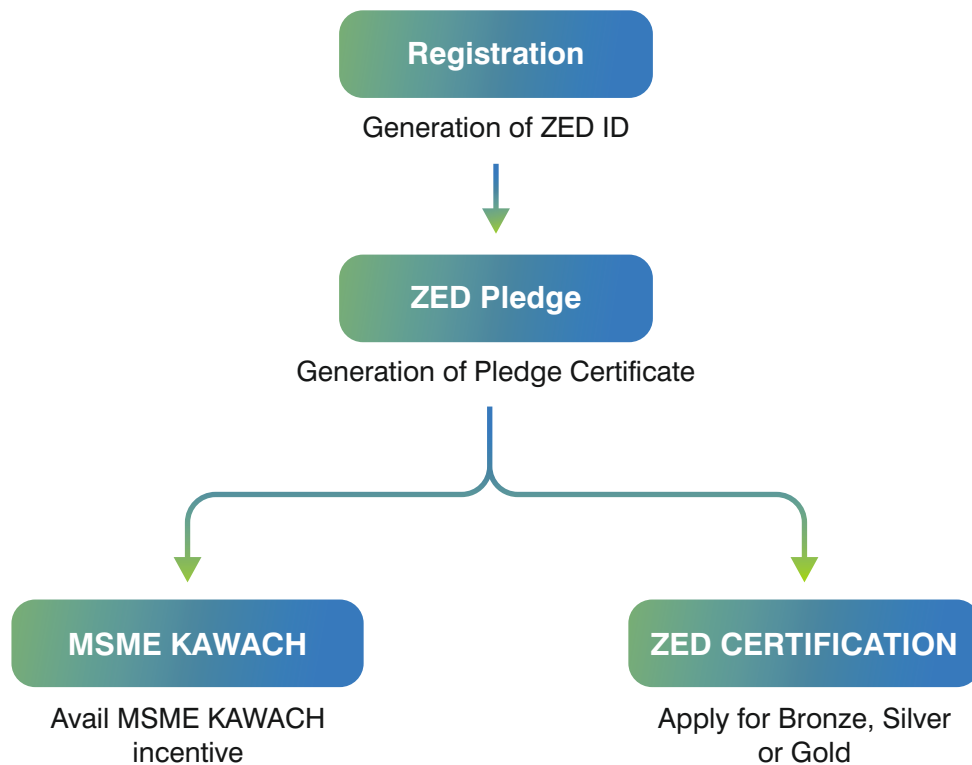 Registration
Generation of ZED ID
ZED Pledge
Generation of Pledge Certificate
MSME KAWACH
Avail MSME KAWACH
incentive
ZED CERTIFICATION
Apply for Bronze, Silver
or Gold